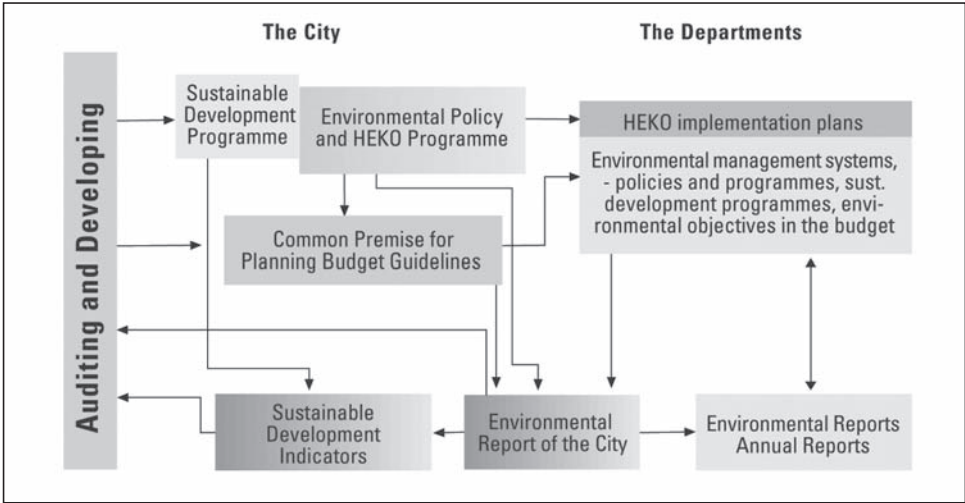 The City
The Departments
Auditing and Developing
Sustainable
Development
Programme
Environmental Policy
and HEKO Programme
HEKO implementation plans
Environmental management systems,
- policies and programmes, sust.
development programmes, envi-
ronmental objectives in the budget
Common Premise for
Planning Budget Guidelines
Sustainable
Development
Indicators
Environmental
Report of the City
Environmental Reports
Annual Reports